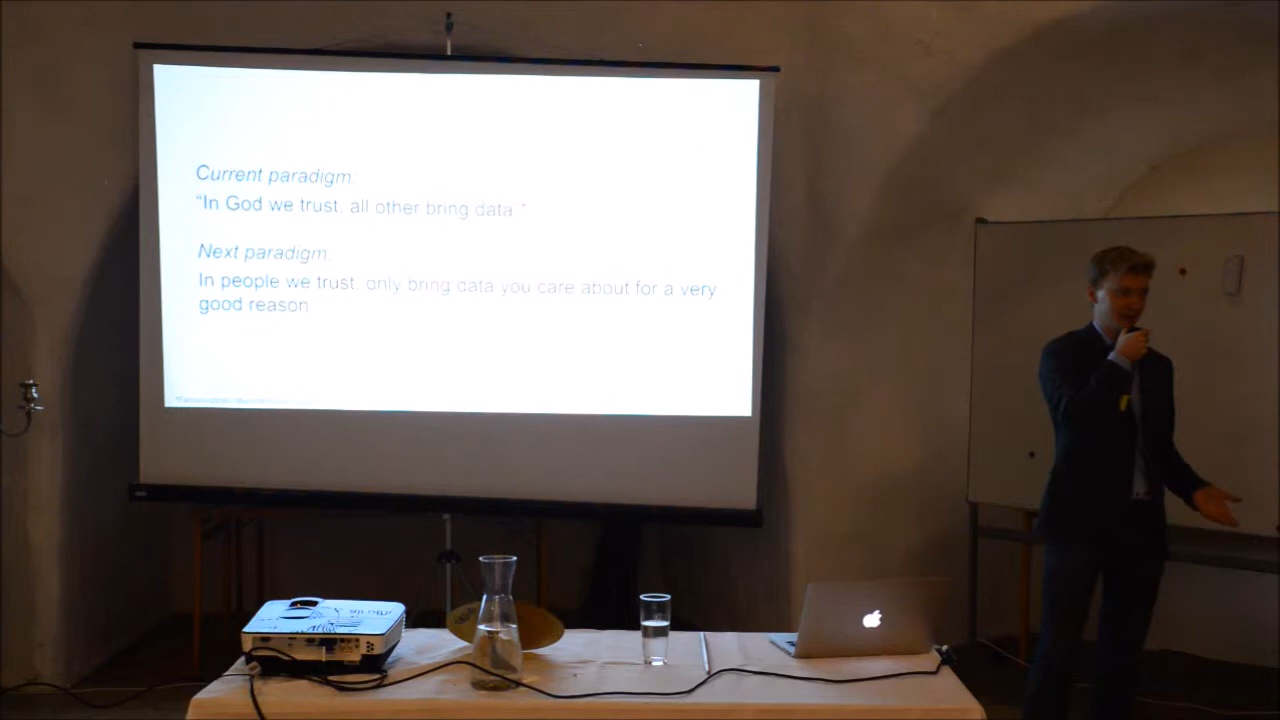 Current paradigm:
"In God we trust, all other bring data."
Next paradigm:
In people we trust, only bring data you care about for a very
good reason